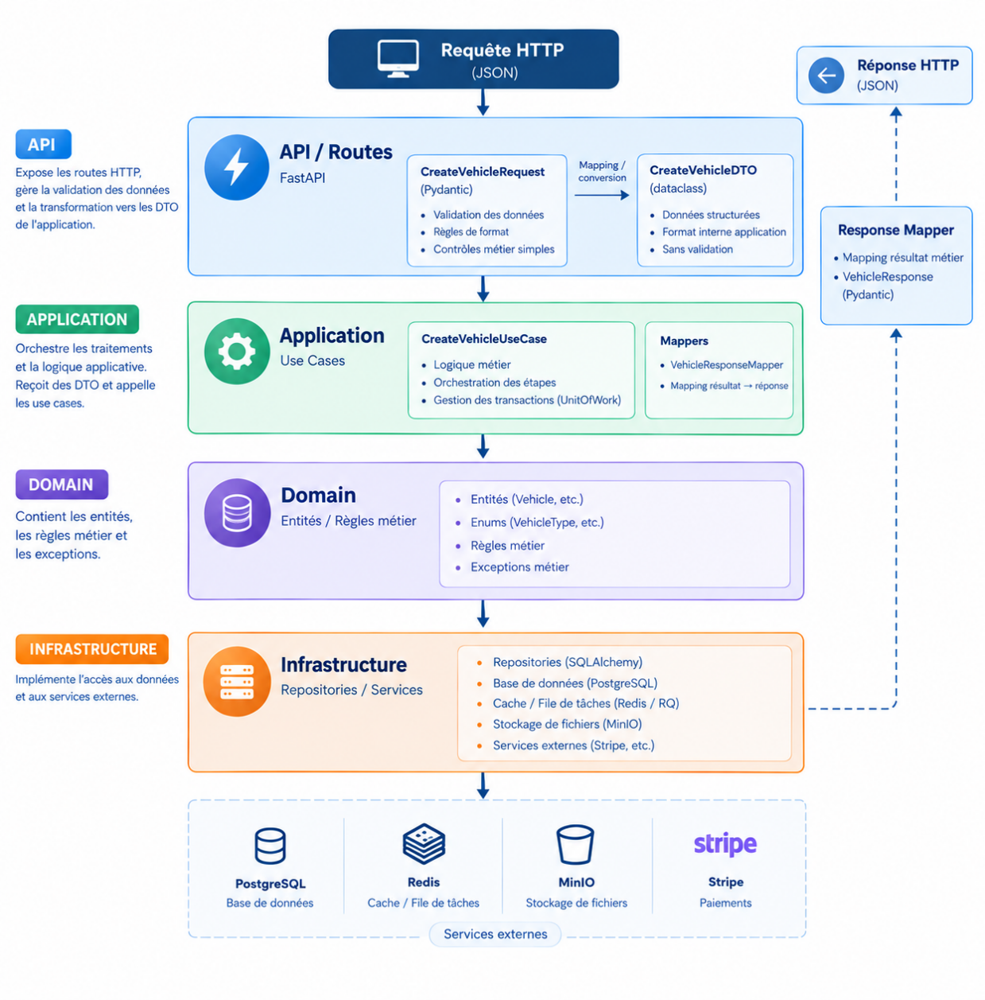 Requête HTTP
(JSON)
Réponse HTTP
(JSON)
API
Expose les routes HTTP,
gère la validation des données
et la transformation vers les DTO
de l'application.
API / Routes
FastAPI
CreateVehicleRequest
(Pydantic)
• Validation des données
• Règles de format
• Contrôles métier simples
Mapping /
conversion
CreateVehicleDTO
(dataclass)
• Données structurées
• Format interne application
• Sans validation
Response Mapper
• Mapping résultat métier
• VehicleResponse
(Pydantic)
APPLICATION
Orchestre les traitements
et la logique applicative.
Reçoit des DTO et appelle
les use cases.
Application
Use Cases
CreateVehicleUseCase
• Logique métier
• Orchestration des étapes
• Gestion des transactions (UnitOfWork)
Mappers
• VehicleResponseMapper
• Mapping résultat → réponse
DOMAIN
Contient les entités,
les règles métier et
les exceptions.
Domain
Entités / Règles métier
• Entités (Vehicle, etc.)
• Enums (VehicleType, etc.)
• Règles métier
• Exceptions métier
INFRASTRUCTURE
Implémente l'accès aux données
et aux services externes.
Infrastructure
Repositories / Services
• Repositories (SQLAlchemy)
• Base de données (PostgreSQL)
• Cache / File de tâches (Redis / RQ)
• Stockage de fichiers (MinIO)
• Services externes (Stripe, etc.)
PostgreSQL
Base de données
Redis
Cache / File de tâches
MinIO
Stockage de fichiers
stripe
Stripe
Paiements
Services externes